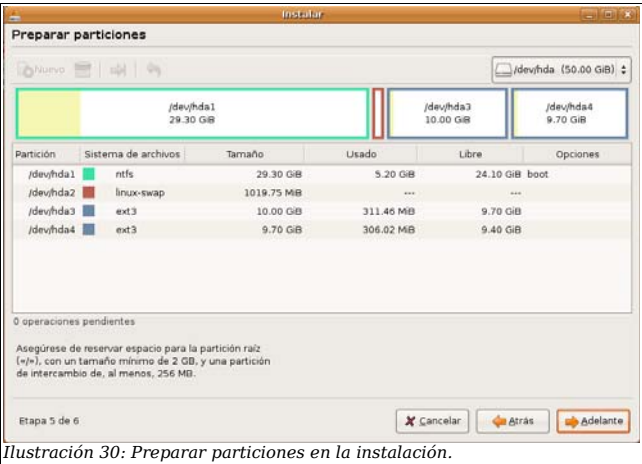 Instalar
Preparar particiones
Nuevo
/dev/hda (50.00 GiB)
/dev/hda1
29.30 GiB
/dev/hda3
10.00 GiB
/dev/hda4
9.70 GiB
Partición Sistema de archivos Tamaño Usado Libre Opciones
/dev/hda1 ntfs 29.30 GiB 5.20 GiB 24.10 GiB boot
/dev/hda2 linux-swap 1019.75 MiB --- ---
/dev/hda3 ext3 10.00 GiB 311.46 MiB 9.70 GiB
/dev/hda4 ext3 9.70 GiB 306.02 MiB 9.40 GiB
0 operaciones pendientes
Asegúrese de reservar espacio para la partición raíz
(«/»), con un tamaño mínimo de 2 GB, y una partición
de intercambio de, al menos, 256 MB.
Etapa 5 de 6
Cancelar
Atrás
Adelante
Ilustración 30: Preparar particiones en la instalación.